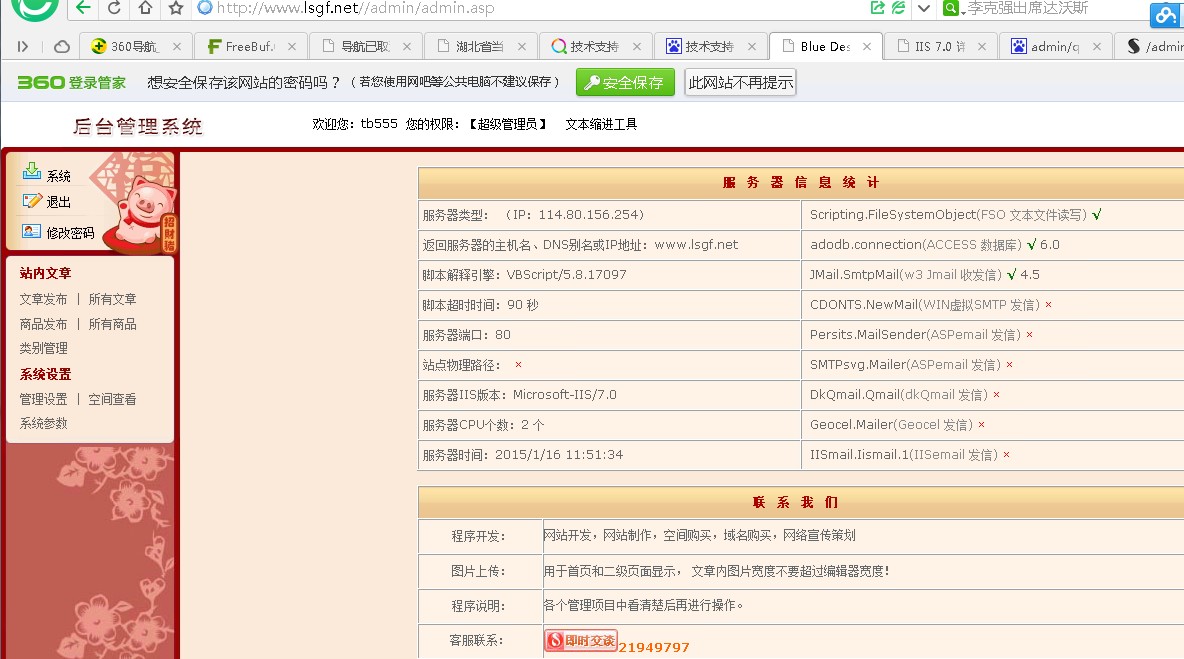 http://www.lsgf.net//admin/admin.asp 李克强出席达沃斯
360导航 FreeBuf. 导航已取 湖北省当 技术支持 技术支持 Blue Des IIS 7.0 详 admin/q /admin
360登录管家 想安全保存该网站的密码吗？（若您使用网吧等公共电脑不建议保存） 安全保存 此网站不再提示
后台管理系统 欢迎您：tb555 您的权限：【超级管理员】 文本缩进工具
系统
退出
修改密码
招财猪
站内文章
文章发布 | 所有文章
商品发布 | 所有商品
类别管理
系统设置
管理设置 | 空间查看
系统参数
服 务 器 信 息 统 计
服务器类型： （IP：114.80.156.254） Scripting.FileSystemObject(FSO 文本文件读写) √
返回服务器的主机名、DNS别名或IP地址：www.lsgf.net adodb.connection(ACCESS 数据库) √ 6.0
脚本解释引擎：VBScript/5.8.17097 JMail.SmtpMail(w3 Jmail 收发信) √ 4.5
脚本超时时间：90 秒 CDONTS.NewMail(WIN虚拟SMTP 发信) ×
服务器端口：80 Persits.MailSender(ASPemail 发信) ×
站点物理路径： × SMTPsvg.Mailer(ASPemail 发信) ×
服务器IIS版本：Microsoft-IIS/7.0 DkQmail.Qmail(dkQmail 发信) ×
服务器CPU个数：2 个 Geocel.Mailer(Geocel 发信) ×
服务器时间：2015/1/16 11:51:34 IISmail.Iismail.1(IISemail 发信) ×
联 系 我 们
程序开发： 网站开发，网站制作，空间购买，域名购买，网络宣传策划
图片上传： 用于首页和二级页面显示， 文章内图片宽度不要超过编辑器宽度！
程序说明： 各个管理项目中看清楚后再进行操作。
客服联系： 即时交谈 21949797